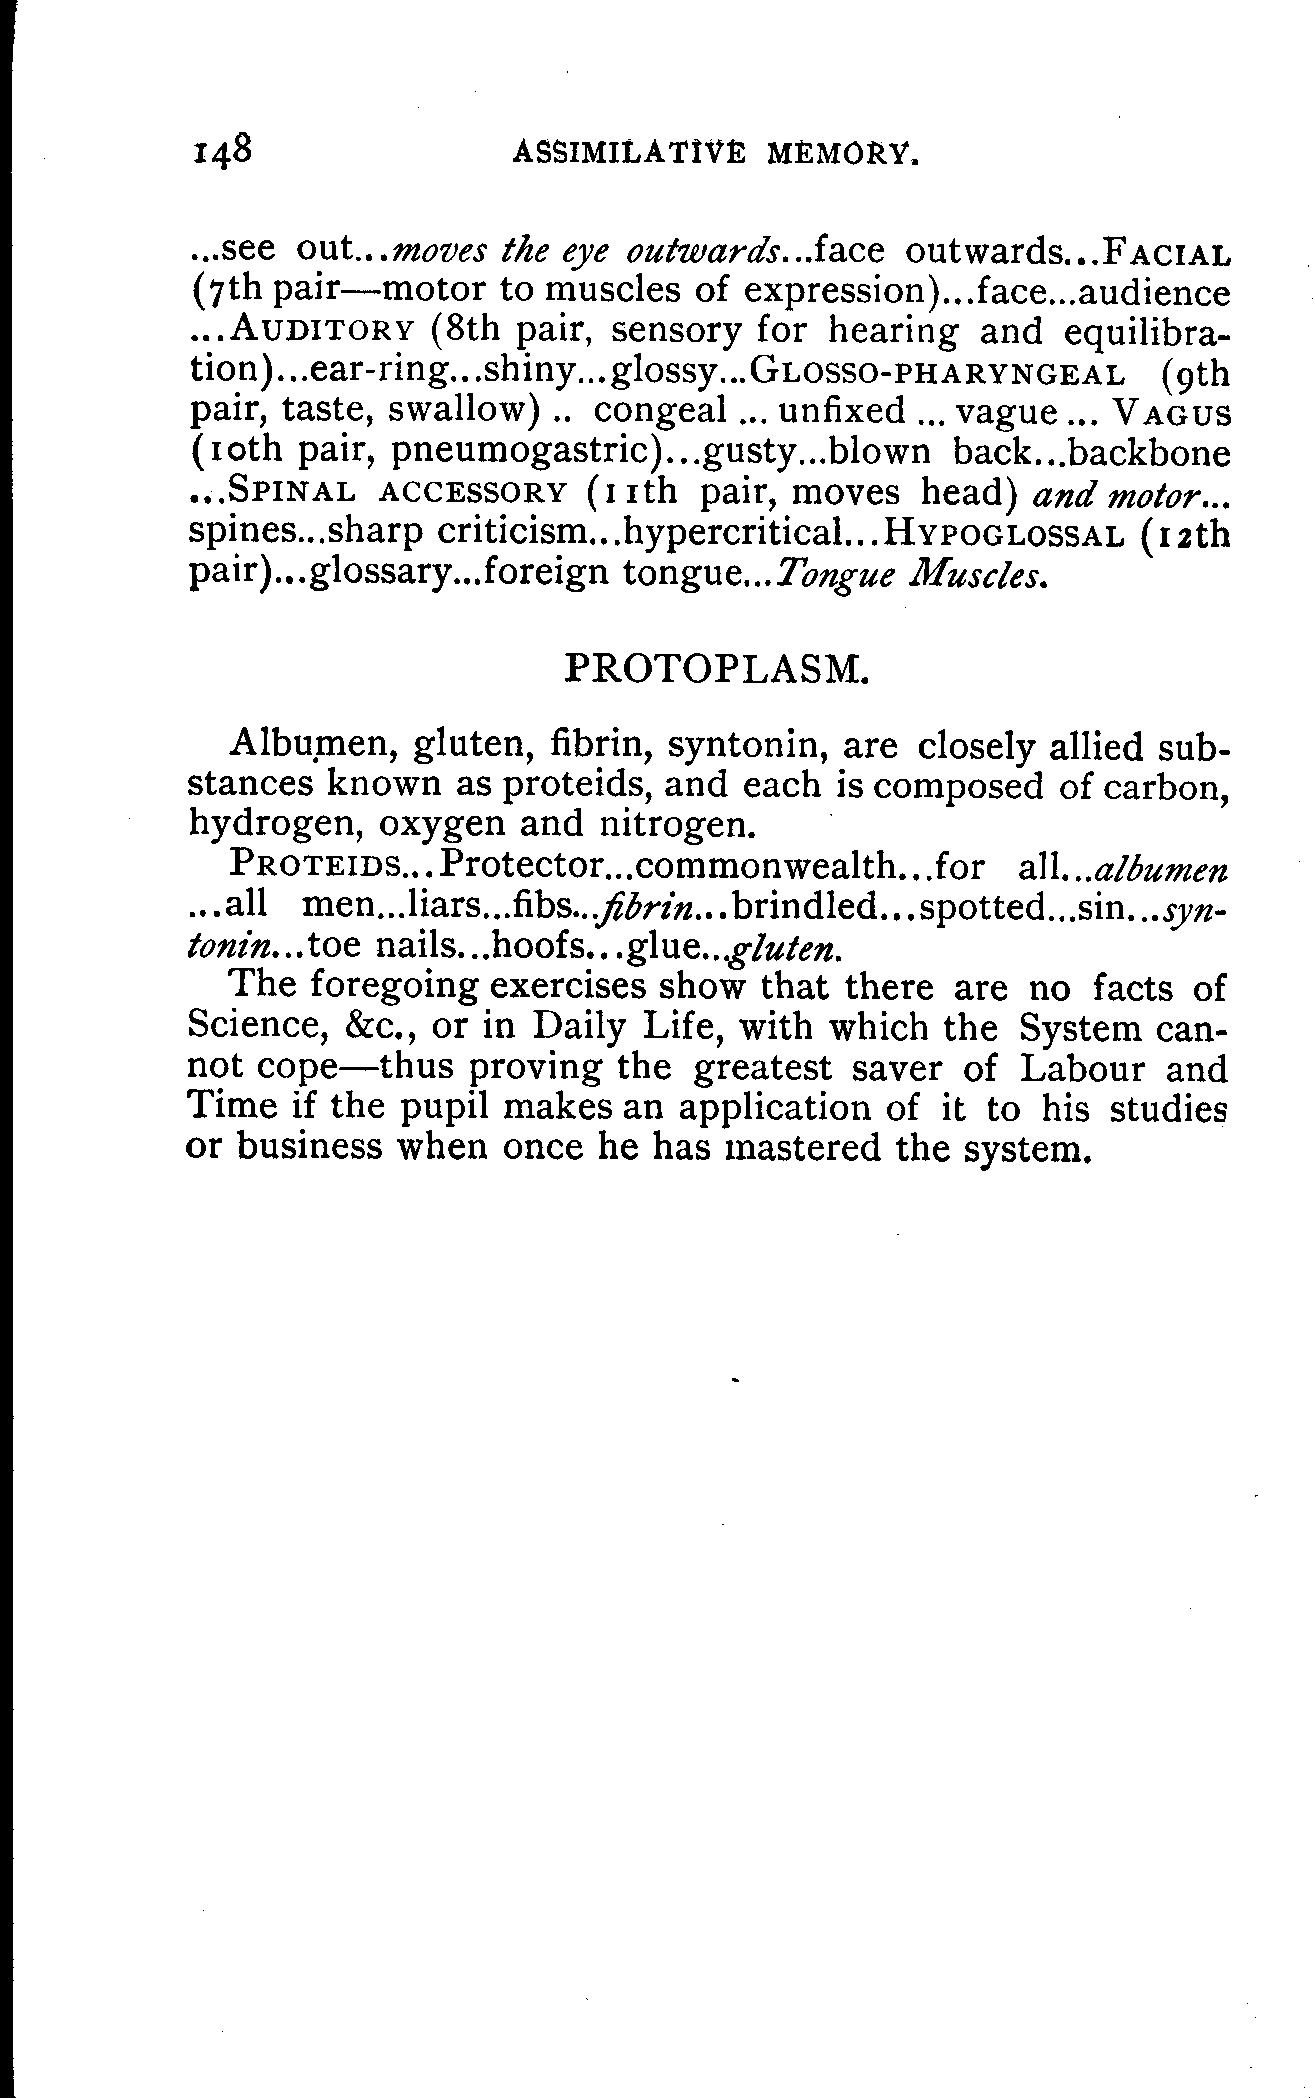 148 ASSIMILATIVE MEMORY.
...see out...moves the eye outwards...face outwards...FACIAL
(7th pair—motor to muscles of expression)...face...audience
...AUDITORY (8th pair, sensory for hearing and equilibra-
tion)...ear-ring...shiny...glossy...GLOSSO-PHARYNGEAL (9th
pair, taste, swallow) .. congeal ... unfixed ... vague ... VAGUS
(10th pair, pneumogastric)...gusty...blown back...backbone
...SPINAL ACCESSORY (11th pair, moves head) and motor...
spines...sharp criticism...hypercritical...HYPOGLOSSAL (12th
pair)...glossary...foreign tongue...Tongue Muscles.
PROTOPLASM.
Albumen, gluten, fibrin, syntonin, are closely allied sub-
stances known as proteids, and each is composed of carbon,
hydrogen, oxygen and nitrogen.
PROTEIDS...Protector...commonwealth...for all...albumen
...all men...liars...fibs...fibrin...brindled...spotted...sin...syn-
tonin...toe nails...hoofs...glue...gluten.
The foregoing exercises show that there are no facts of
Science, &c., or in Daily Life, with which the System can-
not cope—thus proving the greatest saver of Labour and
Time if the pupil makes an application of it to his studies
or business when once he has mastered the system.